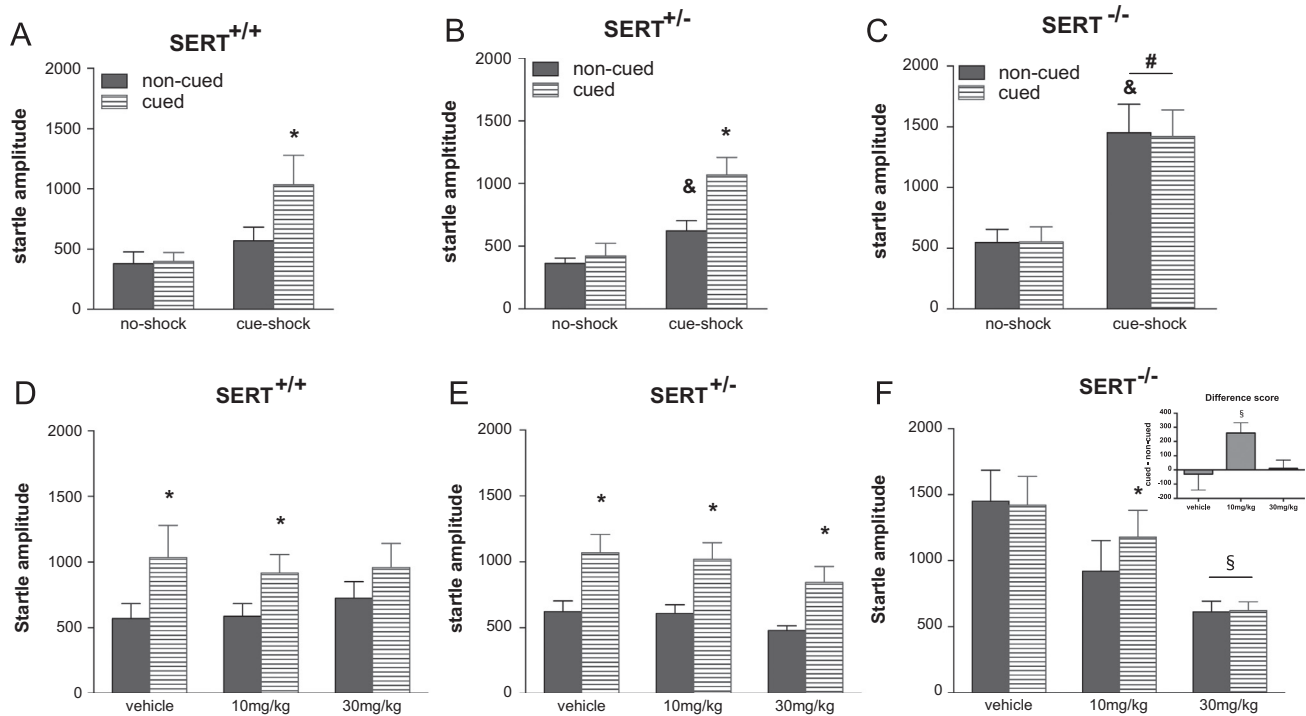 A
SERT+/+
non-cued
cued
startle amplitude
2000
1500
1000
500
0
*
no-shock
cue-shock
B
SERT+/-
non-cued
cued
startle ampltitude
2000
1500
1000
500
0
&
*
no-shock
cue-shock
C
SERT -/-
non-cued
cued
startle amplitude
2000
1500
1000
500
0
#
&
no-shock
cue-shock
D
SERT+/+
Startle amplitude
2000
1500
1000
500
0
*
*
vehicle
10mg/kg
30mg/kg
E
SERT+/-
startle amplitude
2000
1500
1000
500
0
*
*
*
vehicle
10mg/kg
30mg/kg
F
SERT-/-
Startle amplitude
2000
1500
1000
500
0
*
§
vehicle
10mg/kg
30mg/kg
Difference score
cued - non-cued
400
300
200
100
0
-100
-200
§
vehicle
10mg/kg
30mg/kg